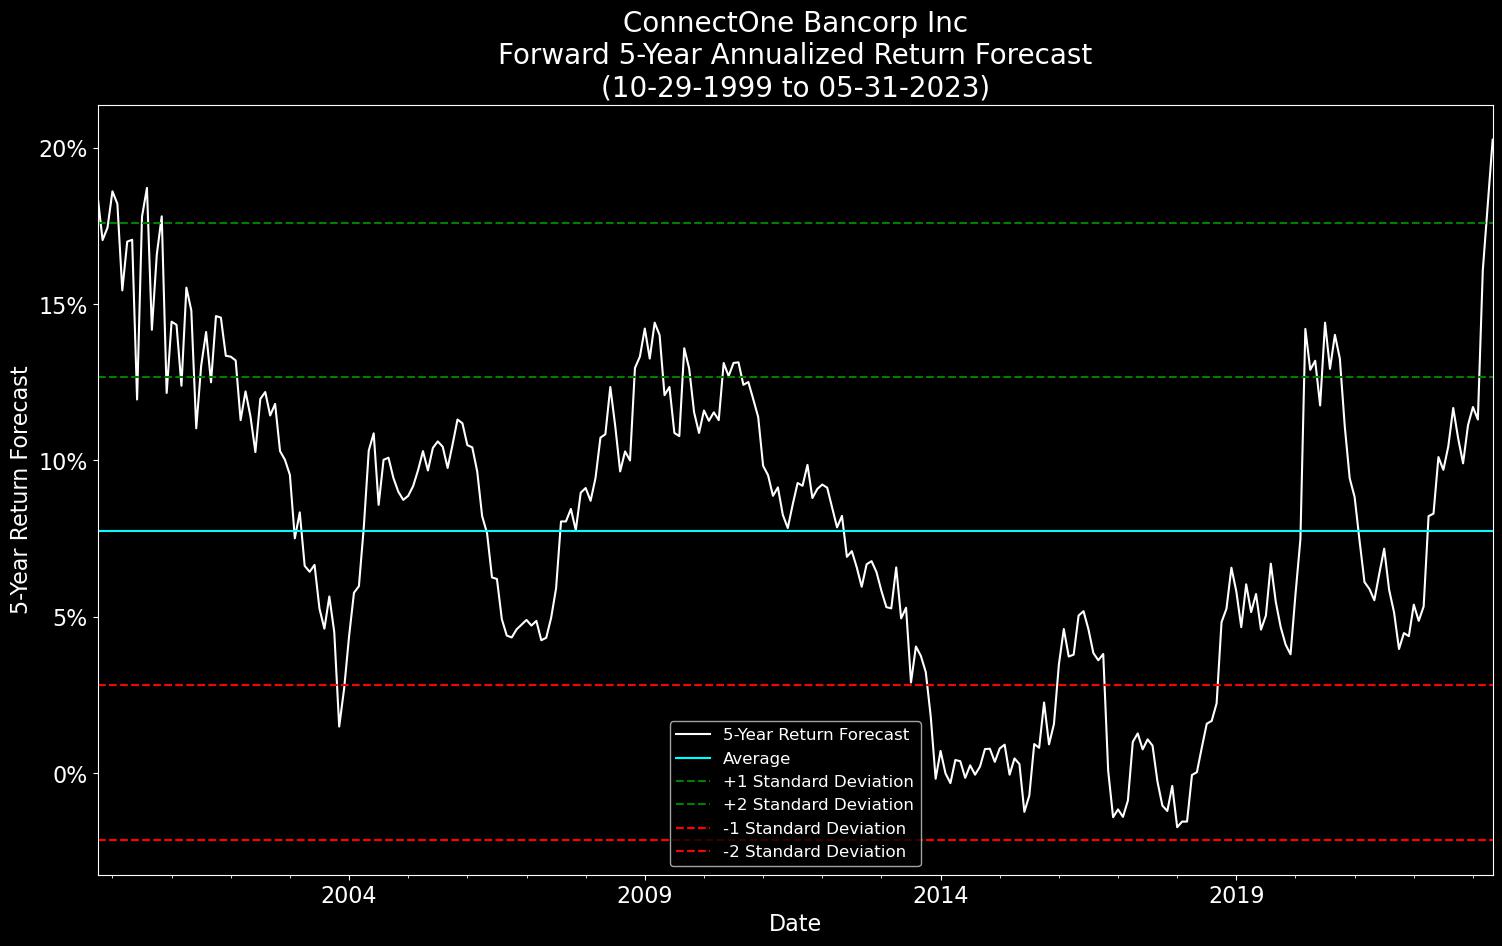 ConnectOne Bancorp Inc
Forward 5-Year Annualized Return Forecast
(10-29-1999 to 05-31-2023)
20%
15%
10%
5%
0%
5-Year Return Forecast
5-Year Return Forecast
Average
+1 Standard Deviation
+2 Standard Deviation
-1 Standard Deviation
-2 Standard Deviation
2004 2009 2014 2019
Date